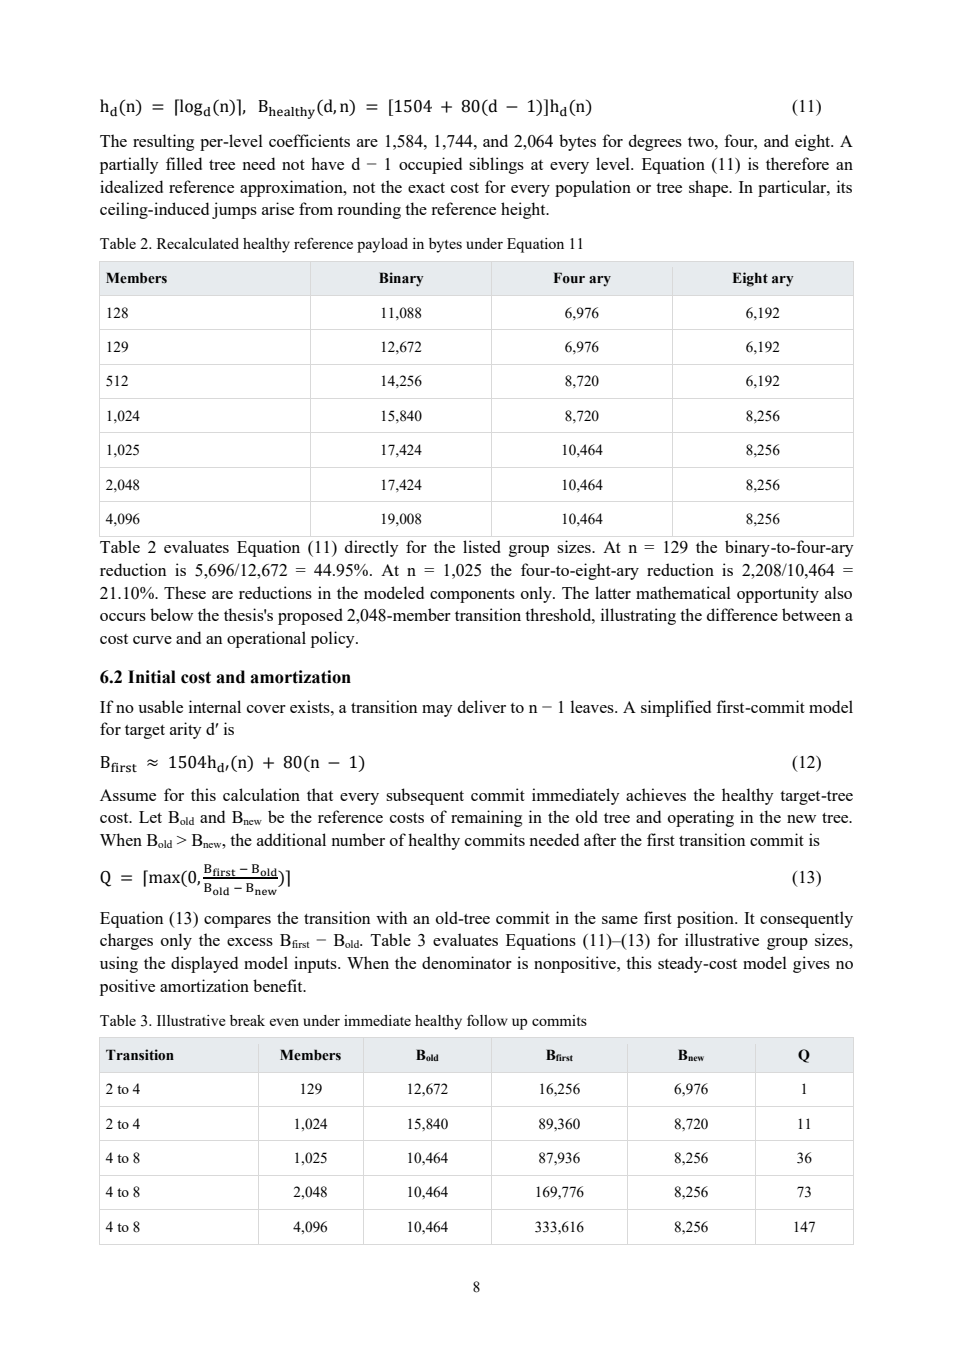 h_d(n) = ⌈log_d(n)⌉, B_healthy(d, n) = [1504 + 80(d − 1)]h_d(n) (11)
The resulting per-level coefficients are 1,584, 1,744, and 2,064 bytes for degrees two, four, and eight. A
partially filled tree need not have d − 1 occupied siblings at every level. Equation (11) is therefore an
idealized reference approximation, not the exact cost for every population or tree shape. In particular, its
ceiling-induced jumps arise from rounding the reference height.
Table 2. Recalculated healthy reference payload in bytes under Equation 11
Members Binary Four ary Eight ary
128 11,088 6,976 6,192
129 12,672 6,976 6,192
512 14,256 8,720 6,192
1,024 15,840 8,720 8,256
1,025 17,424 10,464 8,256
2,048 17,424 10,464 8,256
4,096 19,008 10,464 8,256
Table 2 evaluates Equation (11) directly for the listed group sizes. At n = 129 the binary-to-four-ary
reduction is 5,696/12,672 = 44.95%. At n = 1,025 the four-to-eight-ary reduction is 2,208/10,464 =
21.10%. These are reductions in the modeled components only. The latter mathematical opportunity also
occurs below the thesis's proposed 2,048-member transition threshold, illustrating the difference between a
cost curve and an operational policy.
6.2 Initial cost and amortization
If no usable internal cover exists, a transition may deliver to n − 1 leaves. A simplified first-commit model
for target arity d′ is
B_first ≈ 1504h_d′(n) + 80(n − 1) (12)
Assume for this calculation that every subsequent commit immediately achieves the healthy target-tree
cost. Let B_old and B_new be the reference costs of remaining in the old tree and operating in the new tree.
When B_old > B_new, the additional number of healthy commits needed after the first transition commit is
Q = ⌈max(0, (B_first − B_old)/(B_old − B_new))⌉ (13)
Equation (13) compares the transition with an old-tree commit in the same first position. It consequently
charges only the excess B_first − B_old. Table 3 evaluates Equations (11)–(13) for illustrative group sizes,
using the displayed model inputs. When the denominator is nonpositive, this steady-cost model gives no
positive amortization benefit.
Table 3. Illustrative break even under immediate healthy follow up commits
Transition Members B_old B_first B_new Q
2 to 4 129 12,672 16,256 6,976 1
2 to 4 1,024 15,840 89,360 8,720 11
4 to 8 1,025 10,464 87,936 8,256 36
4 to 8 2,048 10,464 169,776 8,256 73
4 to 8 4,096 10,464 333,616 8,256 147
8